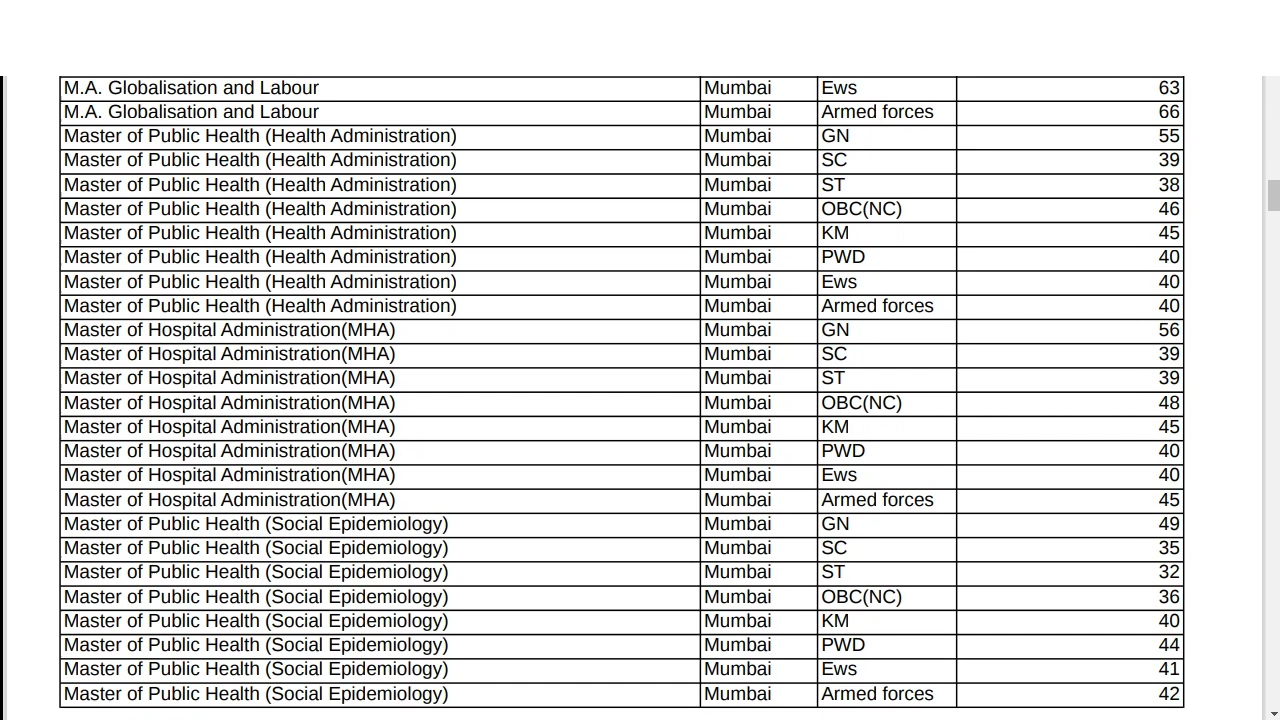 M.A. Globalisation and Labour Mumbai Ews 63
M.A. Globalisation and Labour Mumbai Armed forces 66
Master of Public Health (Health Administration) Mumbai GN 55
Master of Public Health (Health Administration) Mumbai SC 39
Master of Public Health (Health Administration) Mumbai ST 38
Master of Public Health (Health Administration) Mumbai OBC(NC) 46
Master of Public Health (Health Administration) Mumbai KM 45
Master of Public Health (Health Administration) Mumbai PWD 40
Master of Public Health (Health Administration) Mumbai Ews 40
Master of Public Health (Health Administration) Mumbai Armed forces 40
Master of Hospital Administration(MHA) Mumbai GN 56
Master of Hospital Administration(MHA) Mumbai SC 39
Master of Hospital Administration(MHA) Mumbai ST 39
Master of Hospital Administration(MHA) Mumbai OBC(NC) 48
Master of Hospital Administration(MHA) Mumbai KM 45
Master of Hospital Administration(MHA) Mumbai PWD 40
Master of Hospital Administration(MHA) Mumbai Ews 40
Master of Hospital Administration(MHA) Mumbai Armed forces 45
Master of Public Health (Social Epidemiology) Mumbai GN 49
Master of Public Health (Social Epidemiology) Mumbai SC 35
Master of Public Health (Social Epidemiology) Mumbai ST 32
Master of Public Health (Social Epidemiology) Mumbai OBC(NC) 36
Master of Public Health (Social Epidemiology) Mumbai KM 40
Master of Public Health (Social Epidemiology) Mumbai PWD 44
Master of Public Health (Social Epidemiology) Mumbai Ews 41
Master of Public Health (Social Epidemiology) Mumbai Armed forces 42